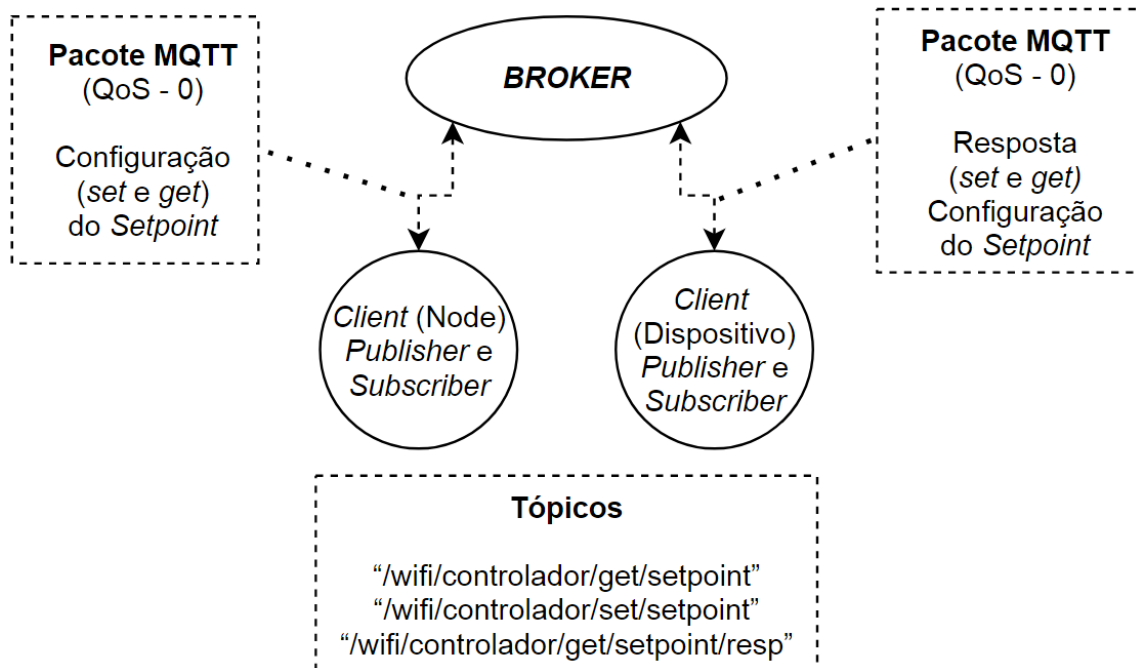 Pacote MQTT
(QoS - 0)
Configuração
(set e get)
do Setpoint
BROKER
Pacote MQTT
(QoS - 0)
Resposta
(set e get)
Configuração
do Setpoint
Client (Node)
Publisher e
Subscriber
Client
(Dispositivo)
Publisher e
Subscriber
Tópicos
“/wifi/controlador/get/setpoint”
“/wifi/controlador/set/setpoint”
“/wifi/controlador/get/setpoint/resp”